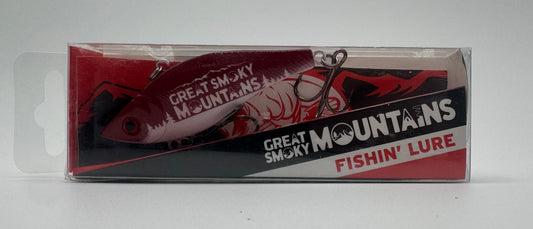 GREAT SMOKY
MOUNTAINS
GREAT
SMOKY
MOUNTAINS
FISHIN' LURE